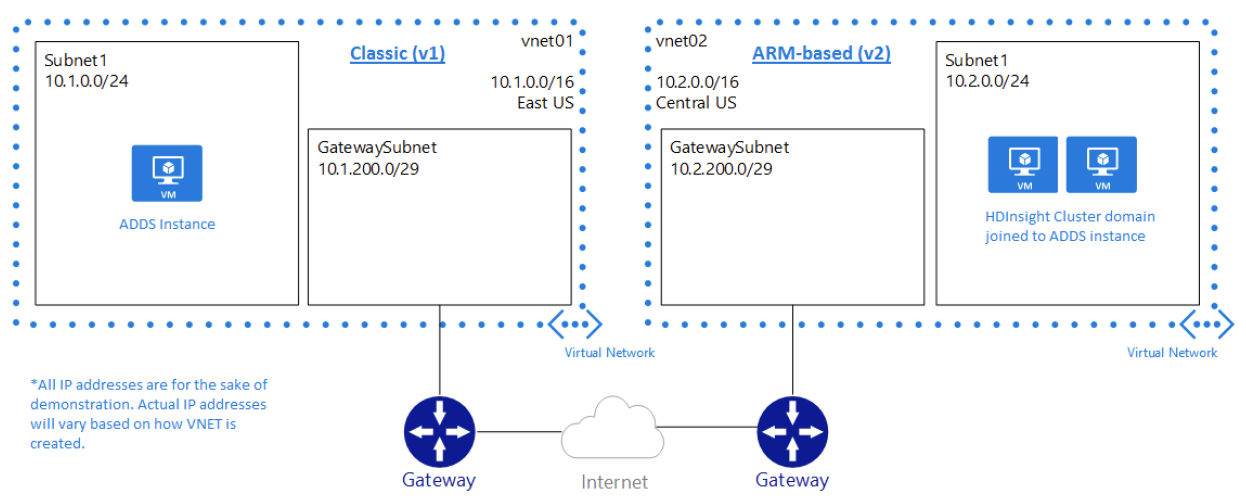 vnet01
Classic (v1)
Subnet1
10.1.0.0/24
10.1.0.0/16
East US
GatewaySubnet
10.1.200.0/29
VM
ADDS Instance
vnet02
ARM-based (v2)
10.2.0.0/16
Central US
Subnet1
10.2.0.0/24
GatewaySubnet
10.2.200.0/29
VM
VM
HDInsight Cluster domain
joined to ADDS instance
Virtual Network
Virtual Network
*All IP addresses are for the sake of
demonstration. Actual IP addresses
will vary based on how VNET is
created.
Gateway
Internet
Gateway